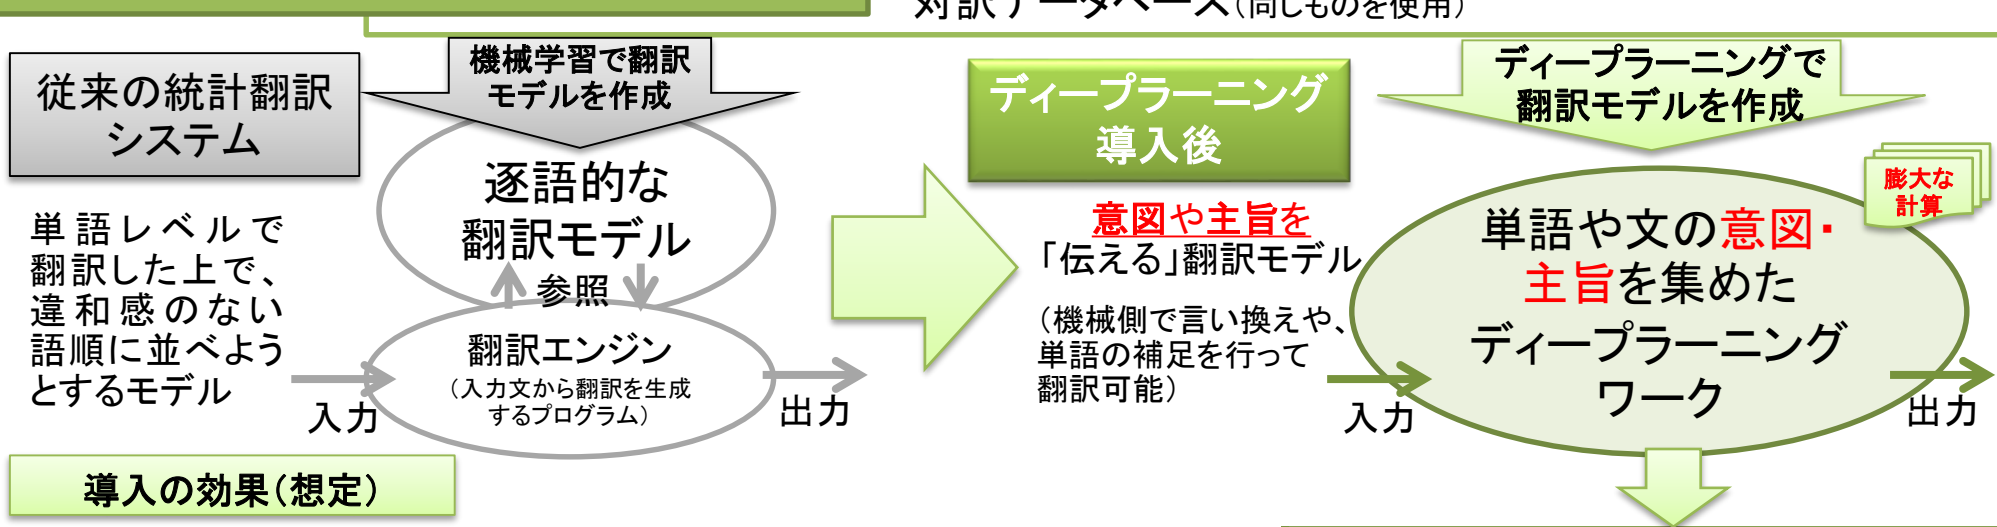 対訳データベース（同じものを使用）
従来の統計翻訳
システム
機械学習で翻訳
モデルを作成
逐語的な
翻訳モデル
参照
単語レベルで
翻訳した上で、
違和感のない
語順に並べよう
とするモデル
翻訳エンジン
（入力文から翻訳を生成
するプログラム）
入力
出力
導入の効果（想定）
ディープラーニング
導入後
意図や主旨を
「伝える」翻訳モデル
（機械側で言い換えや、
単語の補足を行って
翻訳可能）
ディープラーニングで
翻訳モデルを作成
膨大な
計算
単語や文の意図・
主旨を集めた
ディープラーニング
ワーク
入力
出力